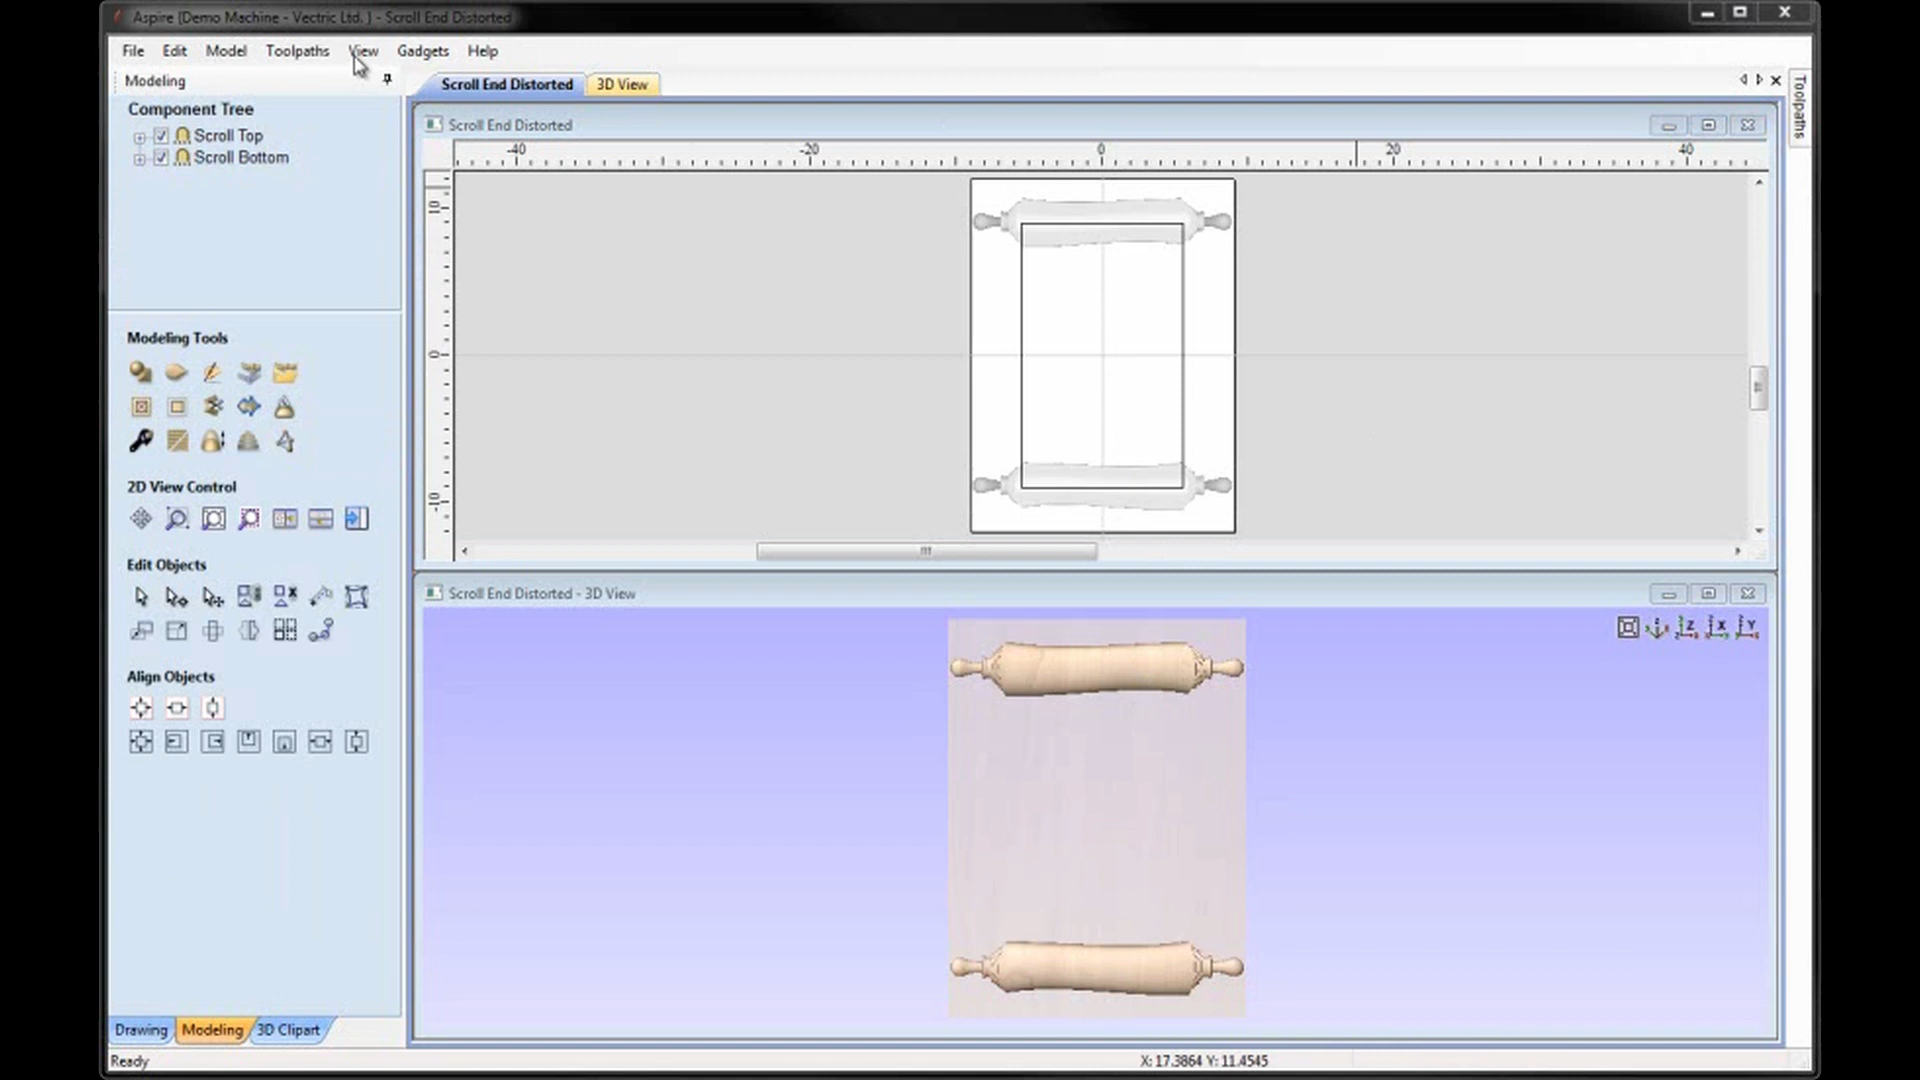 Aspire (Demo Machine - Vectric Ltd. ) - Scroll End Distorted
File Edit Model Toolpaths View Gadgets Help
Modeling
Scroll End Distorted 3D View
Toolpaths
Component Tree
Scroll Top
Scroll Bottom
Scroll End Distorted
-40 -20 0 20 40
10
0
-10
Modeling Tools
2D View Control
Edit Objects
Align Objects
Scroll End Distorted - 3D View
Z X Y
Drawing Modeling 3D Clipart
Ready
X: 17.3864 Y: 11.4545